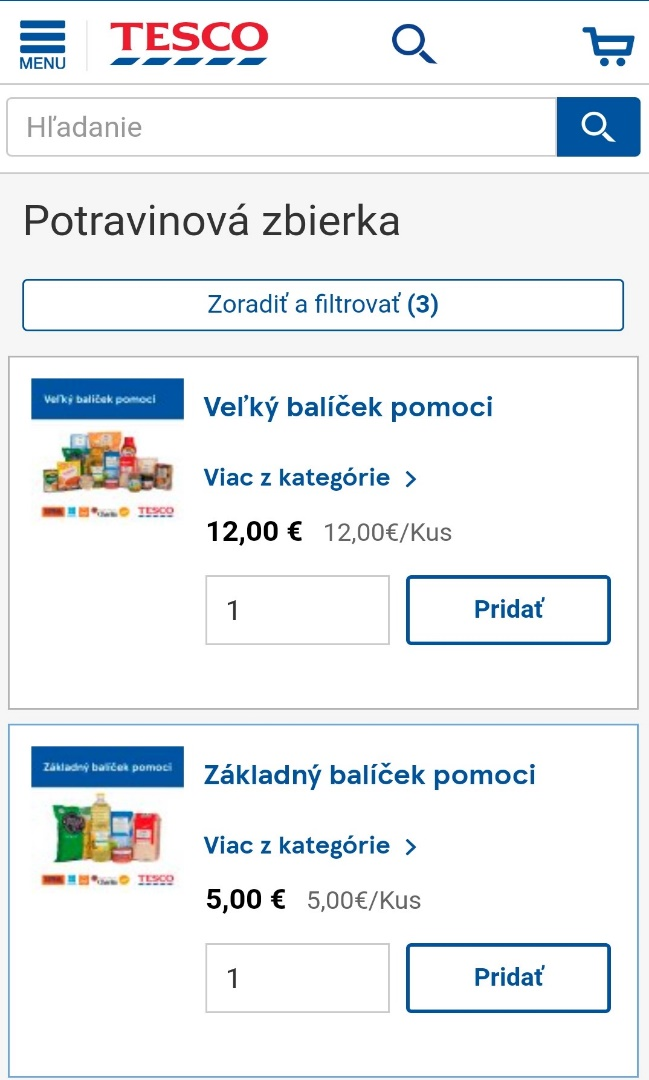 MENU
TESCO
Hľadanie
Potravinová zbierka
Zoradiť a filtrovať (3)
Veľký balíček pomoci
Veľký balíček pomoci
Viac z kategórie
TESCO
12,00 € 12,00€/Kus
1 Pridať
Základný balíček pomoci
Základný balíček pomoci
Viac z kategórie
TESCO
5,00 € 5,00€/Kus
1 Pridať